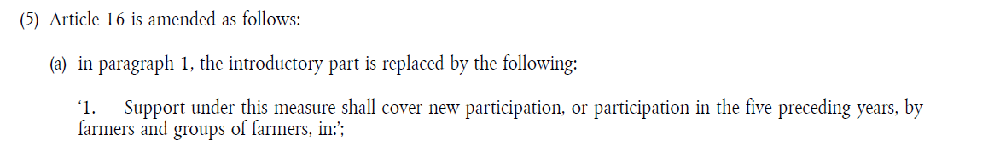 (5) Article 16 is amended as follows:
(a) in paragraph 1, the introductory part is replaced by the following:
‘1. Support under this measure shall cover new participation, or participation in the five preceding years, by
farmers and groups of farmers, in:’;